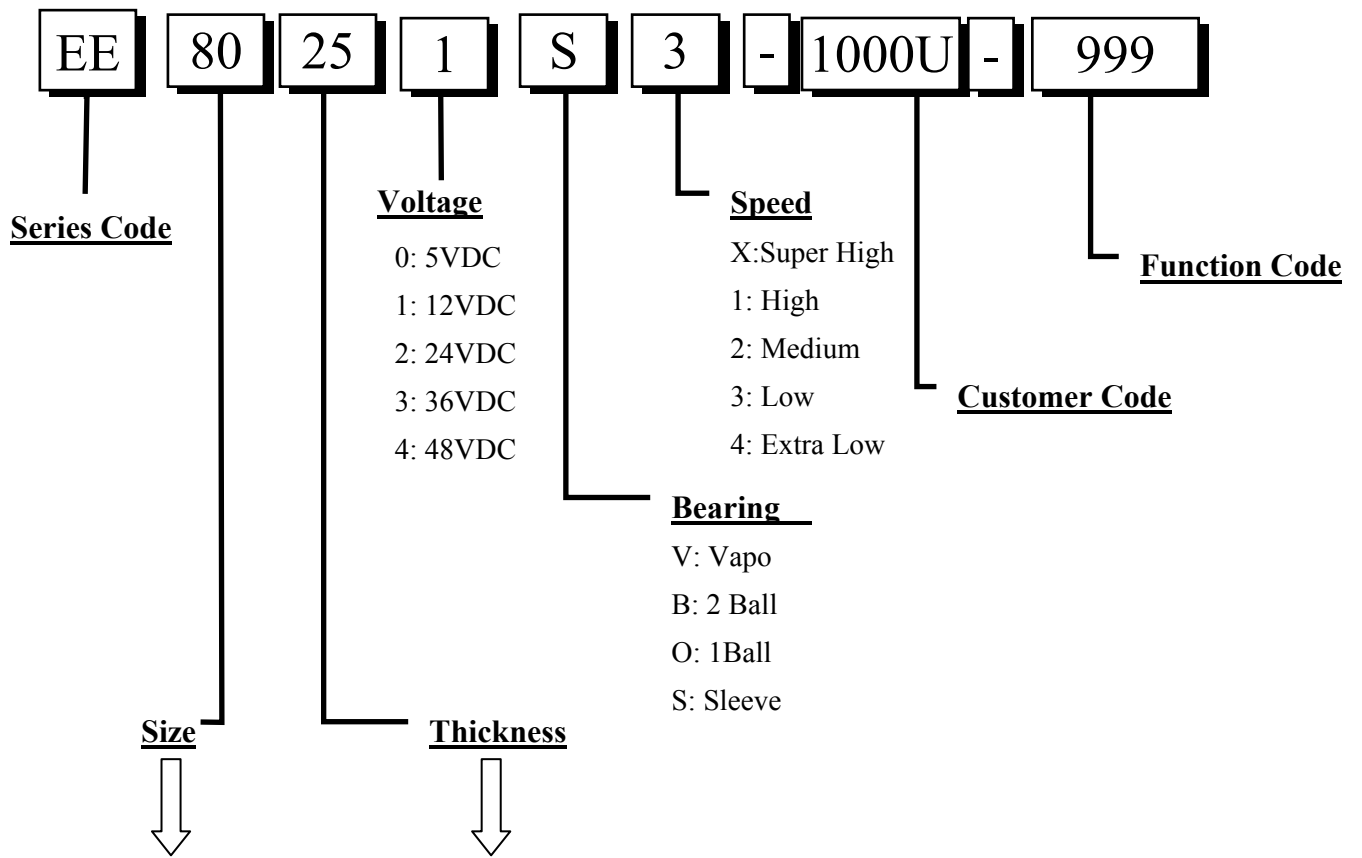 EE 80 25 1 S 3 - 1000U - 999
Series Code
Voltage
0: 5VDC
1: 12VDC
2: 24VDC
3: 36VDC
4: 48VDC
Speed
X:Super High
1: High
2: Medium
3: Low
4: Extra Low
Function Code
Customer Code
Bearing
V: Vapo
B: 2 Ball
O: 1Ball
S: Sleeve
Size
Thickness